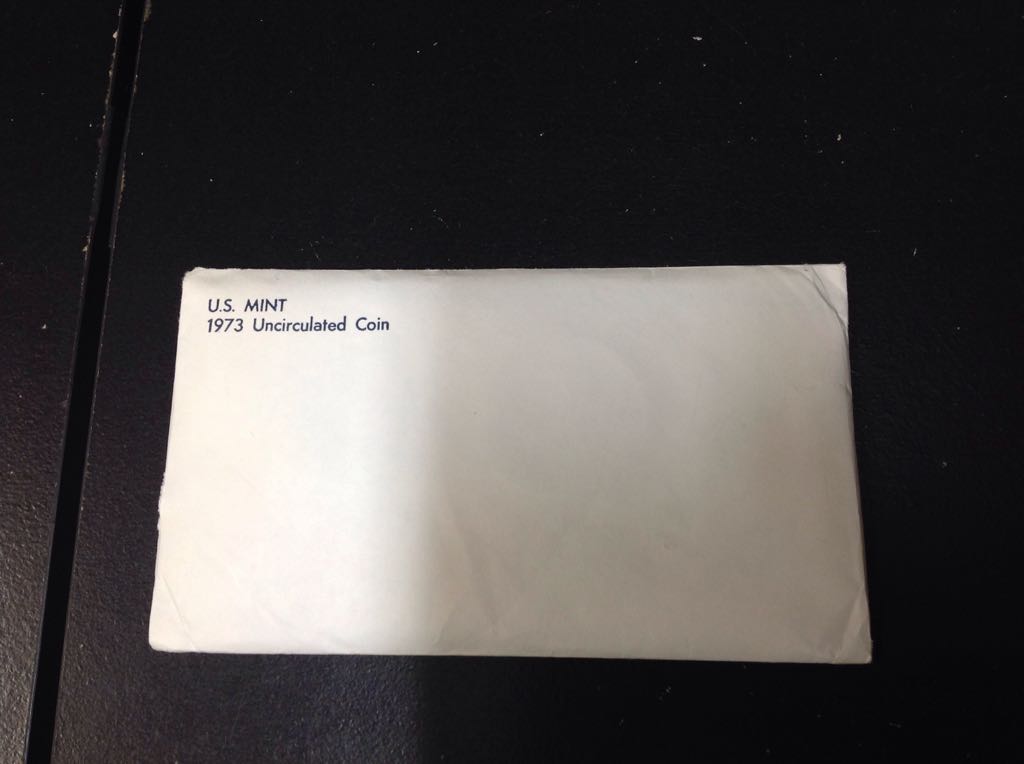 U.S. MINT
1973 Uncirculated Coin